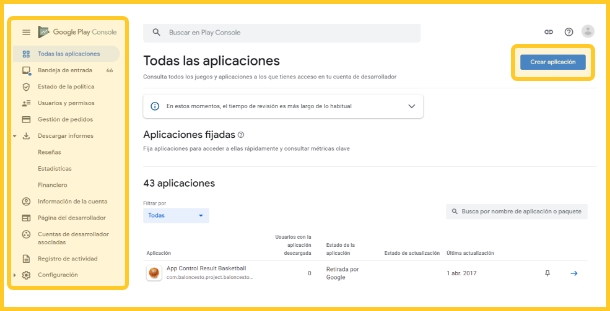 Google Play Console
Todas las aplicaciones
Bandeja de entrada 66
Estado de la política
Usuarios y permisos
Gestión de pedidos
Descargar informes
Reseñas
Estadísticas
Financiero
Información de la cuenta
Página del desarrollador
Cuentas de desarrollador
asociadas
Registro de actividad
Configuración
Buscar en Play Console
Todas las aplicaciones
Crear aplicación
Consulta todos los juegos y aplicaciones a los que tienes acceso en tu cuenta de desarrollador
En estos momentos, el tiempo de revisión es más largo de lo habitual
Aplicaciones fijadas
Fija aplicaciones para acceder a ellas rápidamente y consultar métricas clave
43 aplicaciones
Filtrar por
Todas
Busca por nombre de aplicación o paquete
Aplicación
Usuarios con la
aplicación
descargada
Estado de la
aplicación
Estado de actualización
Última actualización
App Control Result Basketball
com.baloncesto.project.baloncesto...
0
Retirada por
Google
1 abr. 2017